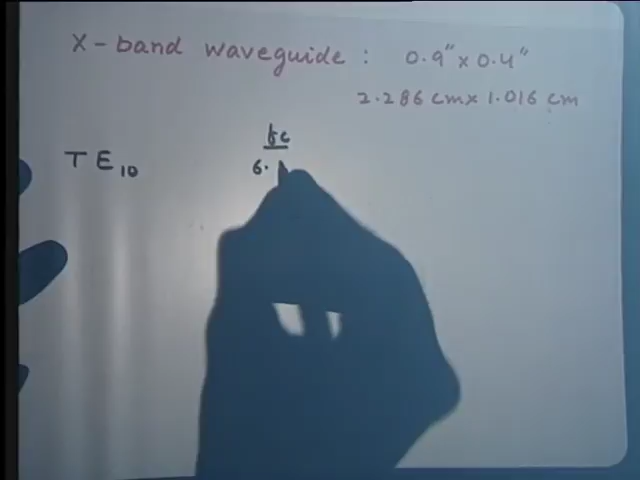 X-band waveguide : 0.9" x 0.4"
2.286 cm x 1.016 cm
fc
TE10 6.